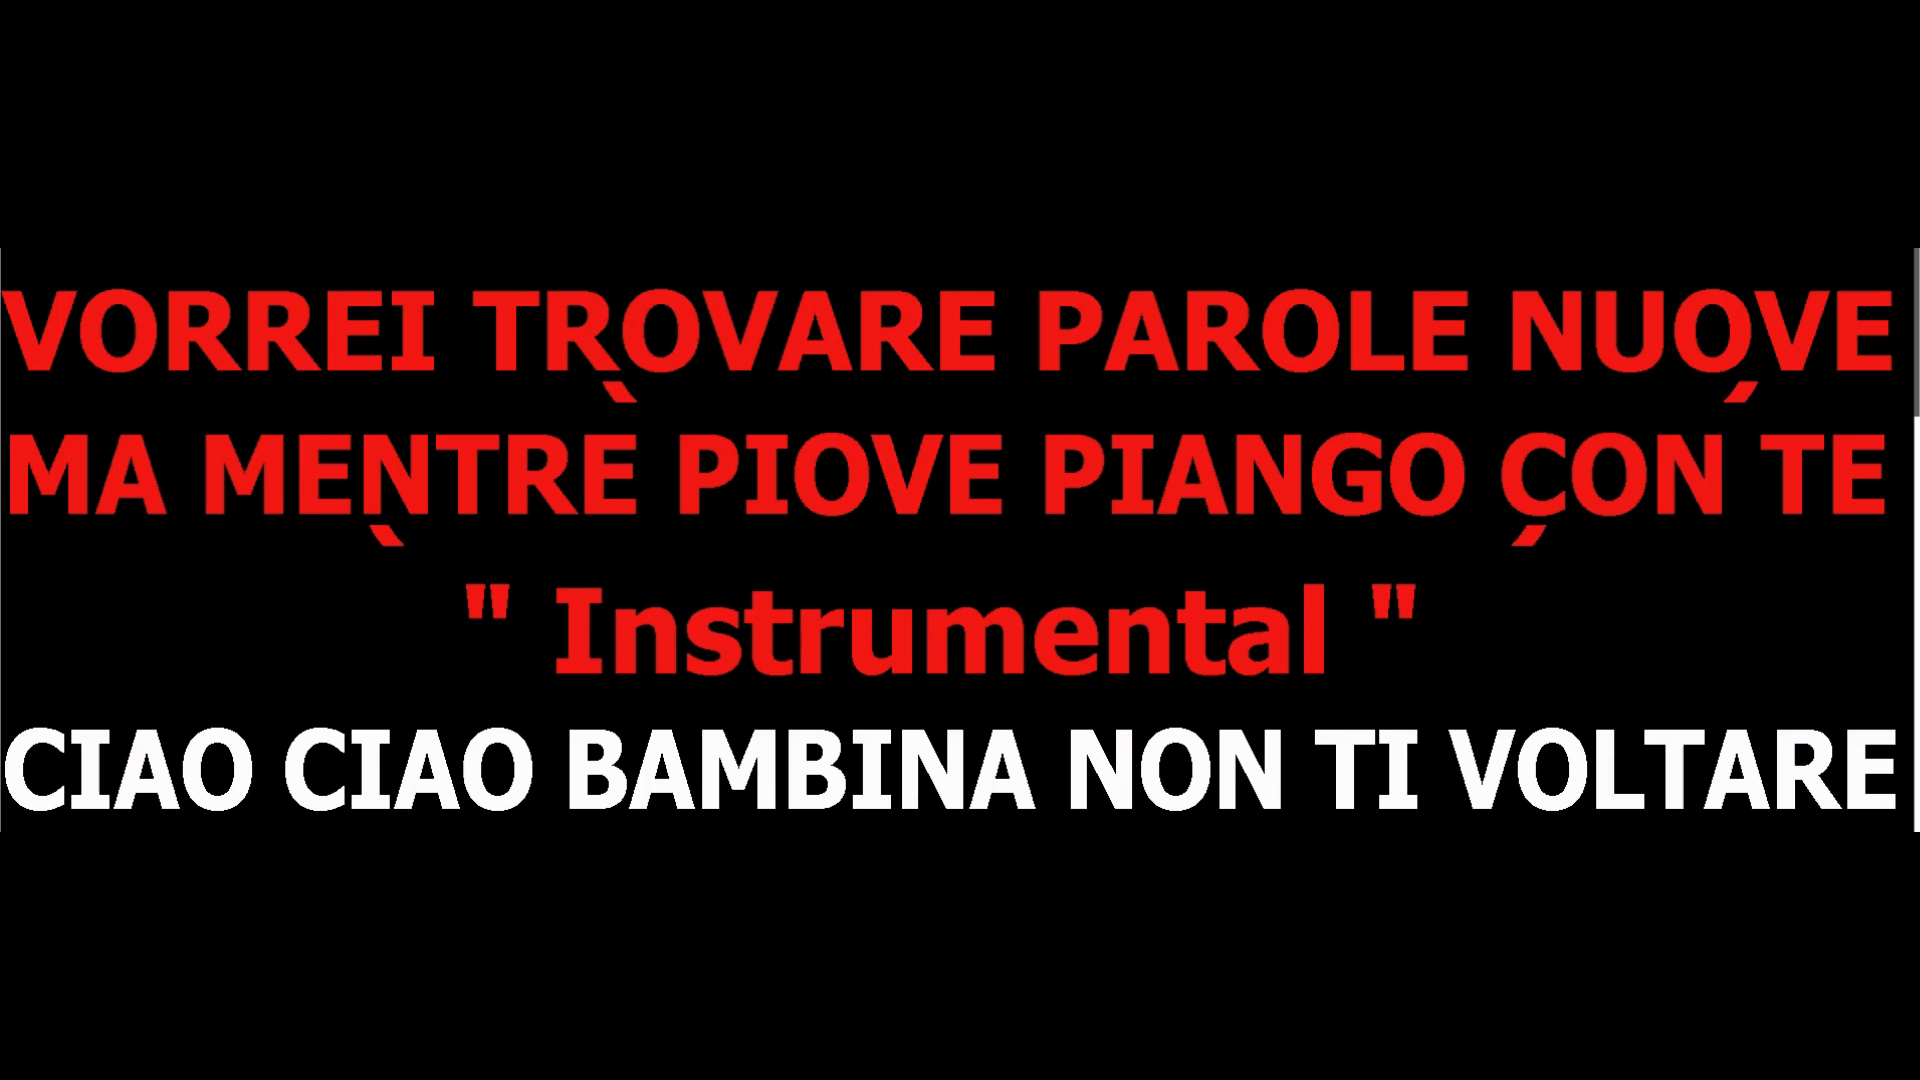 VORREI TROVARE PAROLE NUOVE
MA MENTRE PIOVE PIANGO CON TE
" Instrumental "
CIAO CIAO BAMBINA NON TI VOLTARE